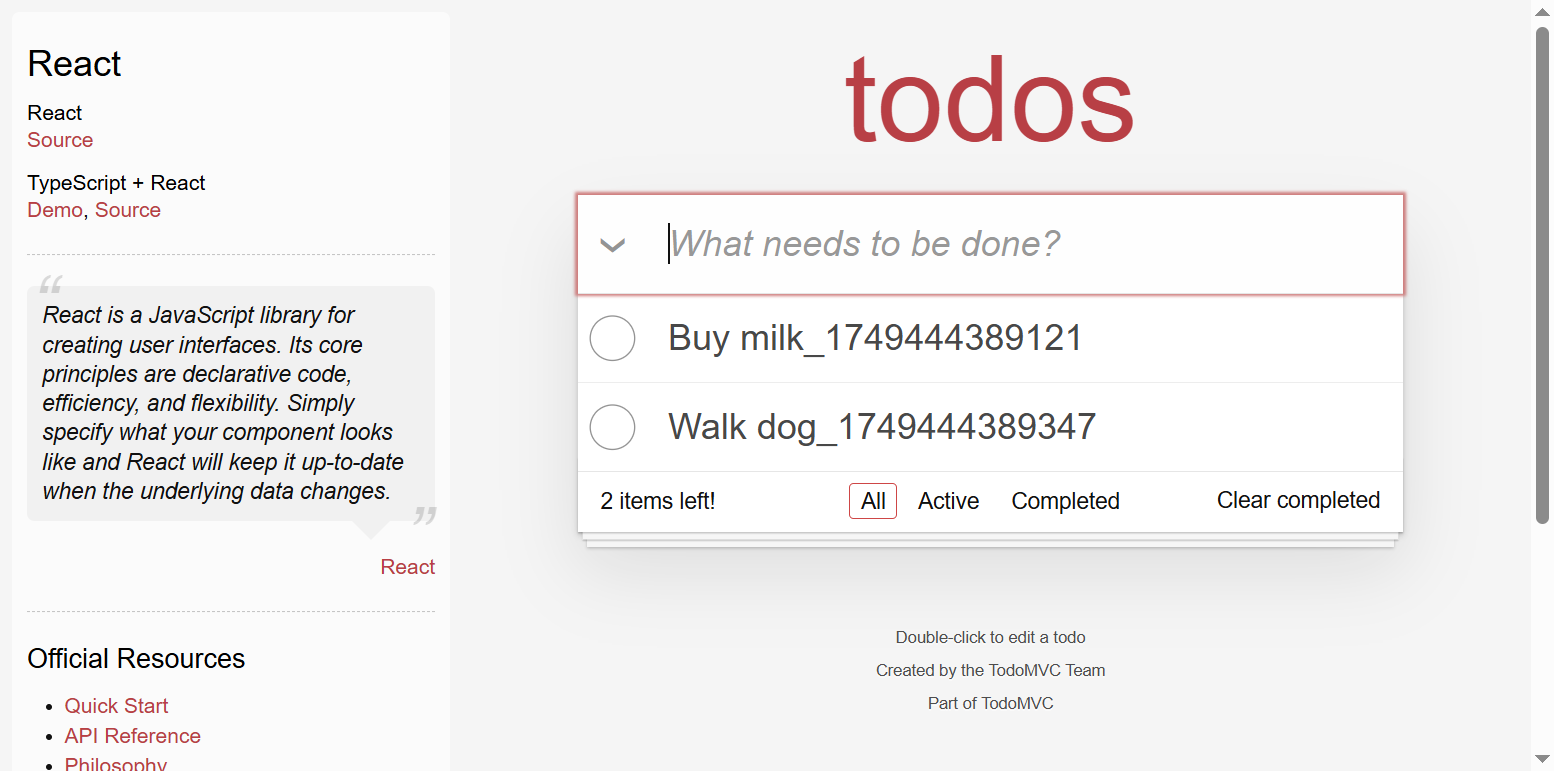 React
React
Source
TypeScript + React
Demo, Source
“
React is a JavaScript library for
creating user interfaces. Its core
principles are declarative code,
efficiency, and flexibility. Simply
specify what your component looks
like and React will keep it up-to-date
when the underlying data changes.
”
React
Official Resources
• Quick Start
• API Reference
• Philosophy
todos
What needs to be done?
Buy milk_1749444389121
Walk dog_1749444389347
2 items left!
All
Active
Completed
Clear completed
Double-click to edit a todo
Created by the TodoMVC Team
Part of TodoMVC